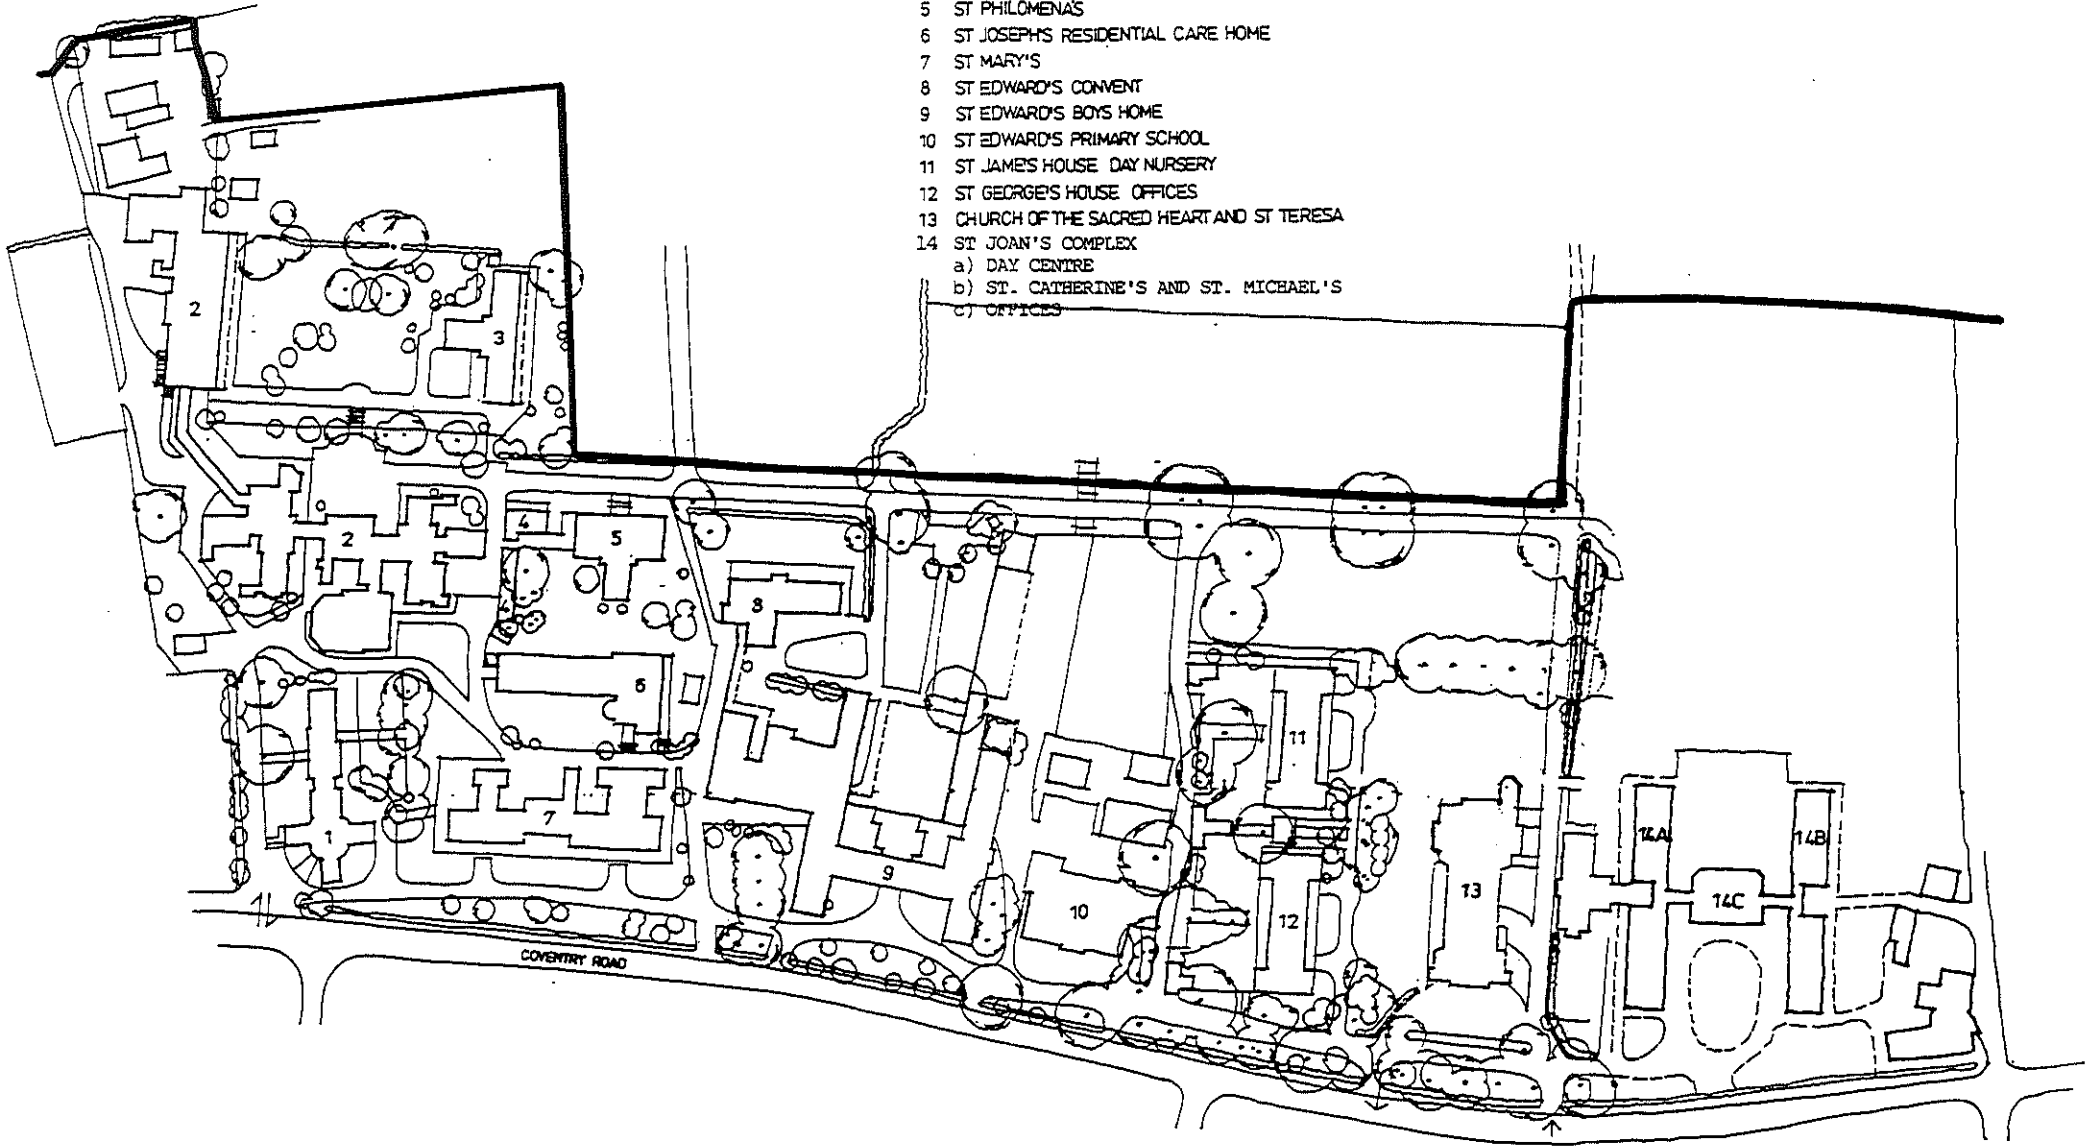 5 ST PHILOMENA'S
6 ST JOSEPH'S RESIDENTIAL CARE HOME
7 ST MARY'S
8 ST EDWARD'S CONVENT
9 ST EDWARD'S BOYS HOME
10 ST EDWARD'S PRIMARY SCHOOL
11 ST JAMES HOUSE DAY NURSERY
12 ST GEORGE'S HOUSE OFFICES
13 CHURCH OF THE SACRED HEART AND ST TERESA
14 ST JOAN'S COMPLEX
a) DAY CENTRE
b) ST. CATHERINE'S AND ST. MICHAEL'S
c) OFFICES
2
3
4
5
2
4
8
6
11
7
1
14A
14B
9
13
14C
10
12
COVENTRY ROAD